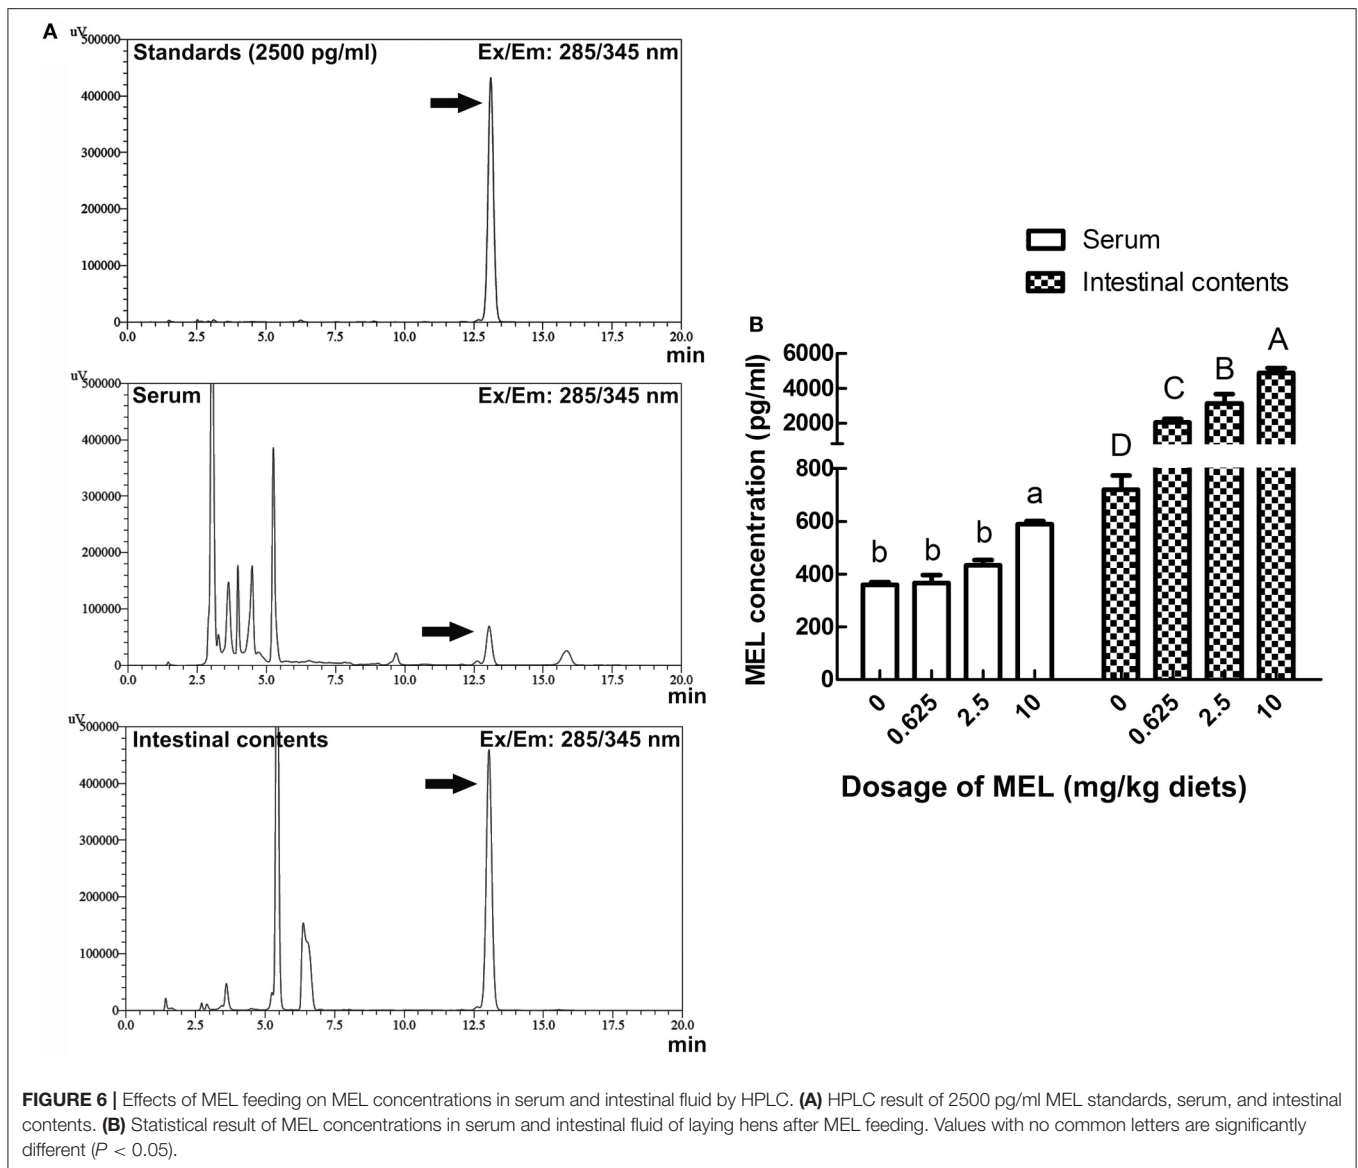 A
uV
Standards (2500 pg/ml) Ex/Em: 285/345 nm
500000
400000
300000
200000
100000
0
0.0 2.5 5.0 7.5 10.0 12.5 15.0 17.5 20.0
min
uV
Serum Ex/Em: 285/345 nm
500000
400000
300000
200000
100000
0
0.0 2.5 5.0 7.5 10.0 12.5 15.0 17.5 20.0
min
uV
Intestinal contents Ex/Em: 285/345 nm
500000
400000
300000
200000
100000
0
0.0 2.5 5.0 7.5 10.0 12.5 15.0 17.5 20.0
min
Serum
Intestinal contents
B
MEL concentration (pg/ml)
6000
4000
2000
800
600
400
200
0
b b b a D C B A
0 0.625 2.5 10 0 0.625 2.5 10
Dosage of MEL (mg/kg diets)
FIGURE 6 | Effects of MEL feeding on MEL concentrations in serum and intestinal fluid by HPLC. (A) HPLC result of 2500 pg/ml MEL standards, serum, and intestinal
contents. (B) Statistical result of MEL concentrations in serum and intestinal fluid of laying hens after MEL feeding. Values with no common letters are significantly
different (P < 0.05).